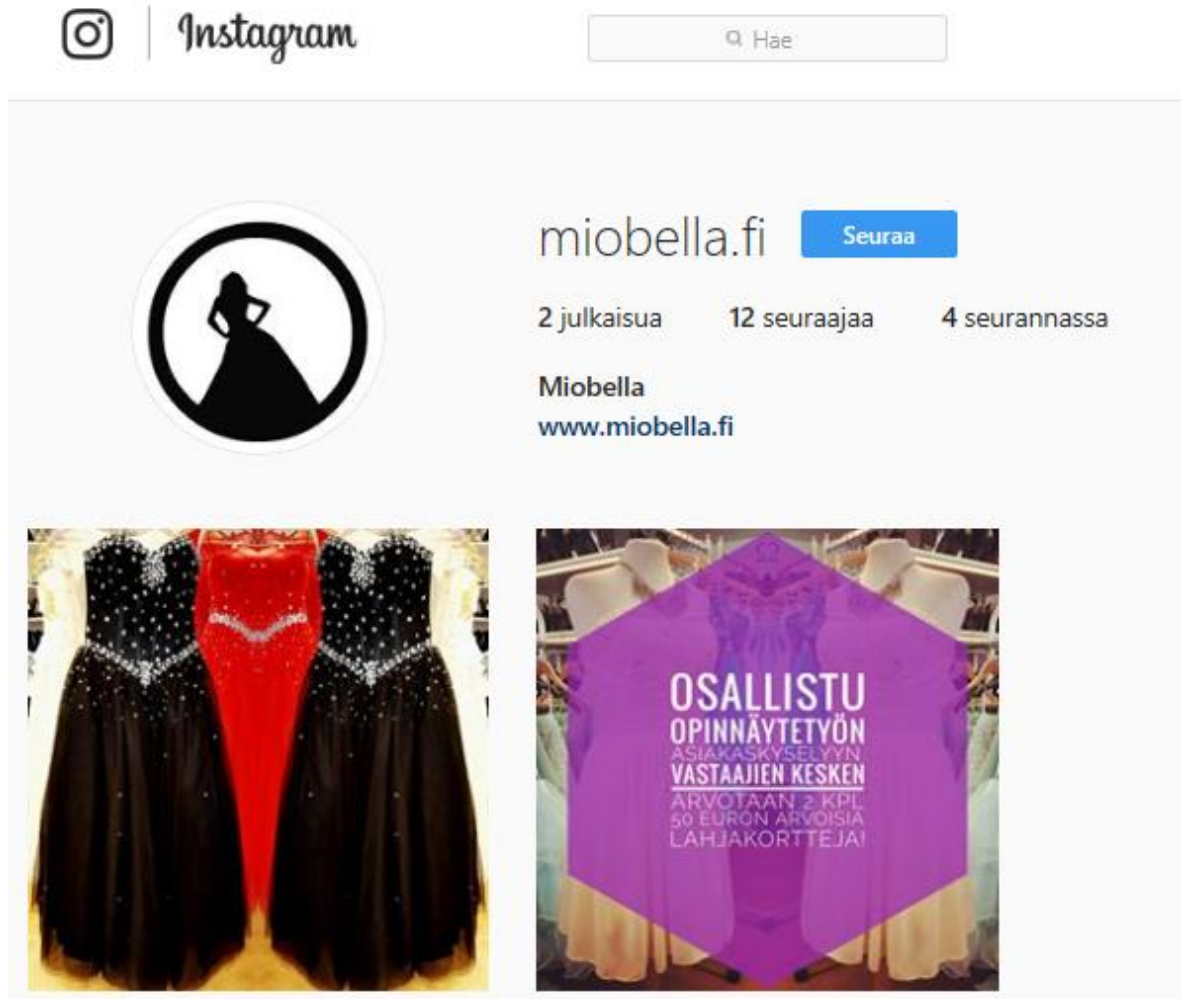 Instagram
Hae
miobella.fi Seuraa
2 julkaisua 12 seuraajaa 4 seurannassa
Miobella
www.miobella.fi
OSALLISTU
OPINNÄYTETYÖN
ASIAKASKYSELYYN.
VASTAAJIEN KESKEN
ARVOTAAN 2 KPL
50 EURON ARVOISIA
LAHJAKORTTEJA!